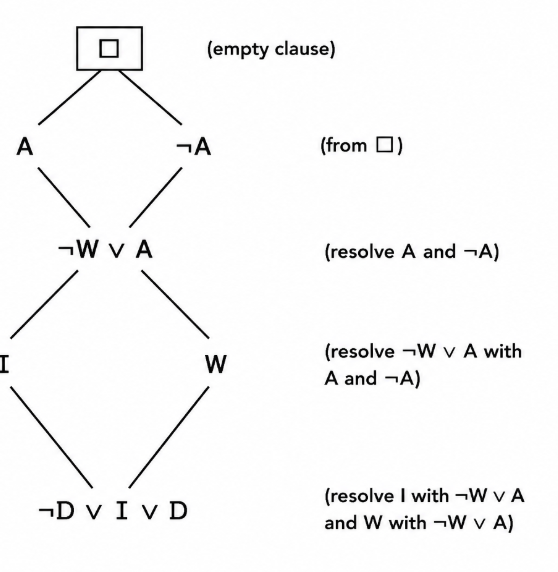 □ (empty clause)
A ¬A (from □)
¬W ∨ A (resolve A and ¬A)
I W (resolve ¬W ∨ A with
A and ¬A)
¬D ∨ I ∨ D (resolve I with ¬W ∨ A
and W with ¬W ∨ A)